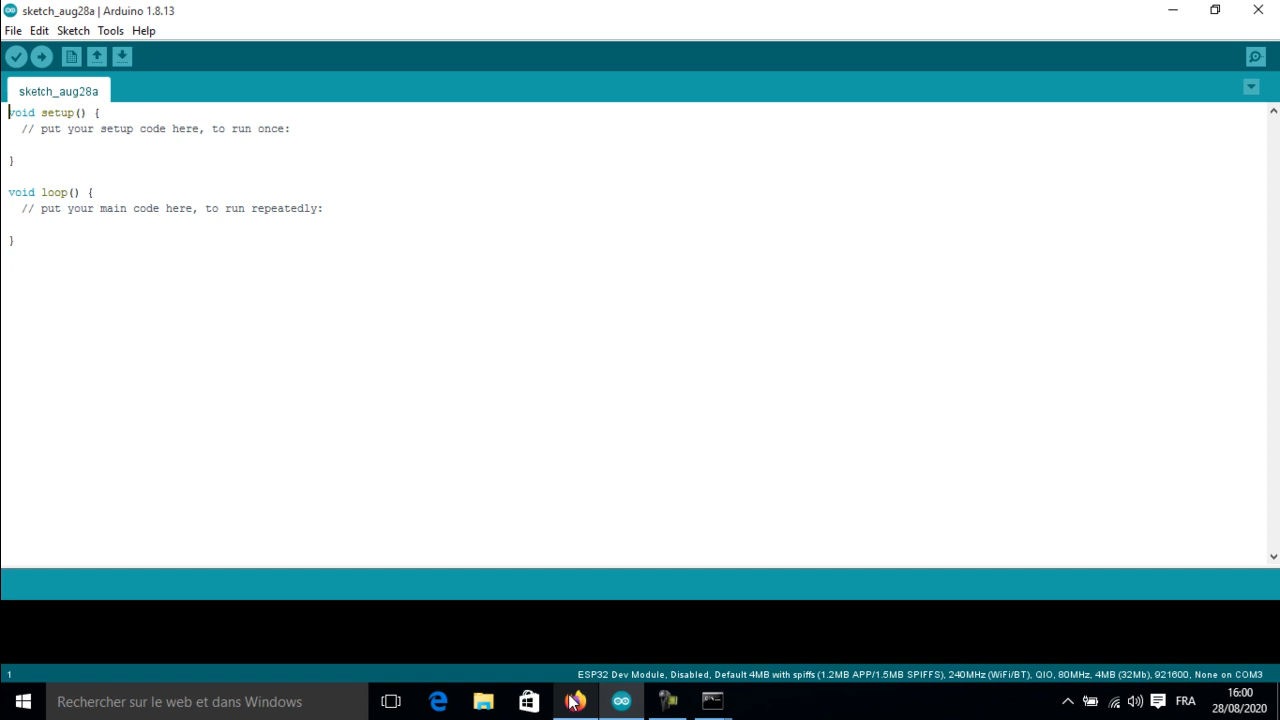 sketch_aug28a | Arduino 1.8.13
File Edit Sketch Tools Help
sketch_aug28a
void setup() {
// put your setup code here, to run once:
}
void loop() {
// put your main code here, to run repeatedly:
}
1
ESP32 Dev Module, Disabled, Default 4MB with spiffs (1.2MB APP/1.5MB SPIFFS), 240MHz (WiFi/BT), QIO, 80MHz, 4MB (32Mb), 921600, None on COM3
Rechercher sur le web et dans Windows
FRA
16:00
28/08/2020